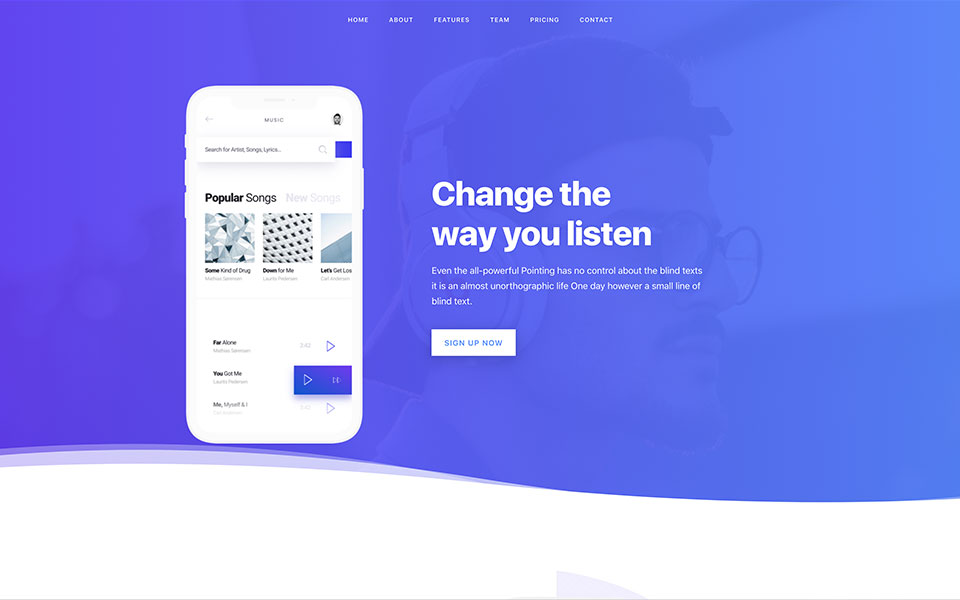 HOME ABOUT FEATURES TEAM PRICING CONTACT
MUSIC
Search for Artist, Songs, Lyrics...
Popular Songs New Songs
Some Kind of Drug Down for Me Let's Get Los
Mathias Sørensen Laurits Pedersen Carl Andersen
Far Alone 3:42
Mathias Sørensen
You Got Me
Laurits Pedersen
Me, Myself & I 3:42
Carl Andersen
Change the
way you listen
Even the all-powerful Pointing has no control about the blind texts
it is an almost unorthographic life One day however a small line of
blind text.
SIGN UP NOW